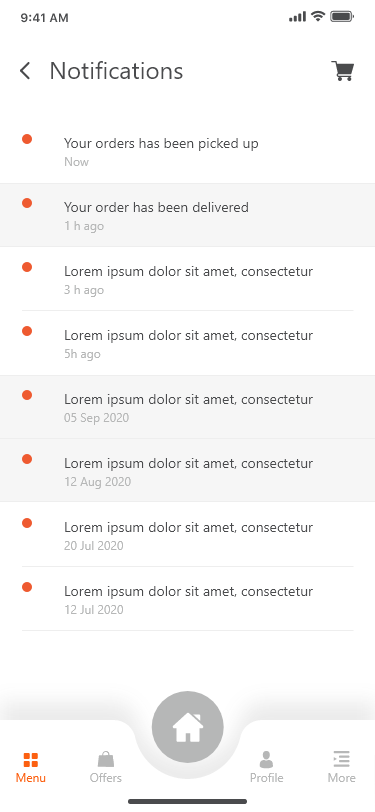 9:41 AM
Notifications
Your orders has been picked up
Now
Your order has been delivered
1 h ago
Lorem ipsum dolor sit amet, consectetur
3 h ago
Lorem ipsum dolor sit amet, consectetur
5h ago
Lorem ipsum dolor sit amet, consectetur
05 Sep 2020
Lorem ipsum dolor sit amet, consectetur
12 Aug 2020
Lorem ipsum dolor sit amet, consectetur
20 Jul 2020
Lorem ipsum dolor sit amet, consectetur
12 Jul 2020
Menu Offers Profile More